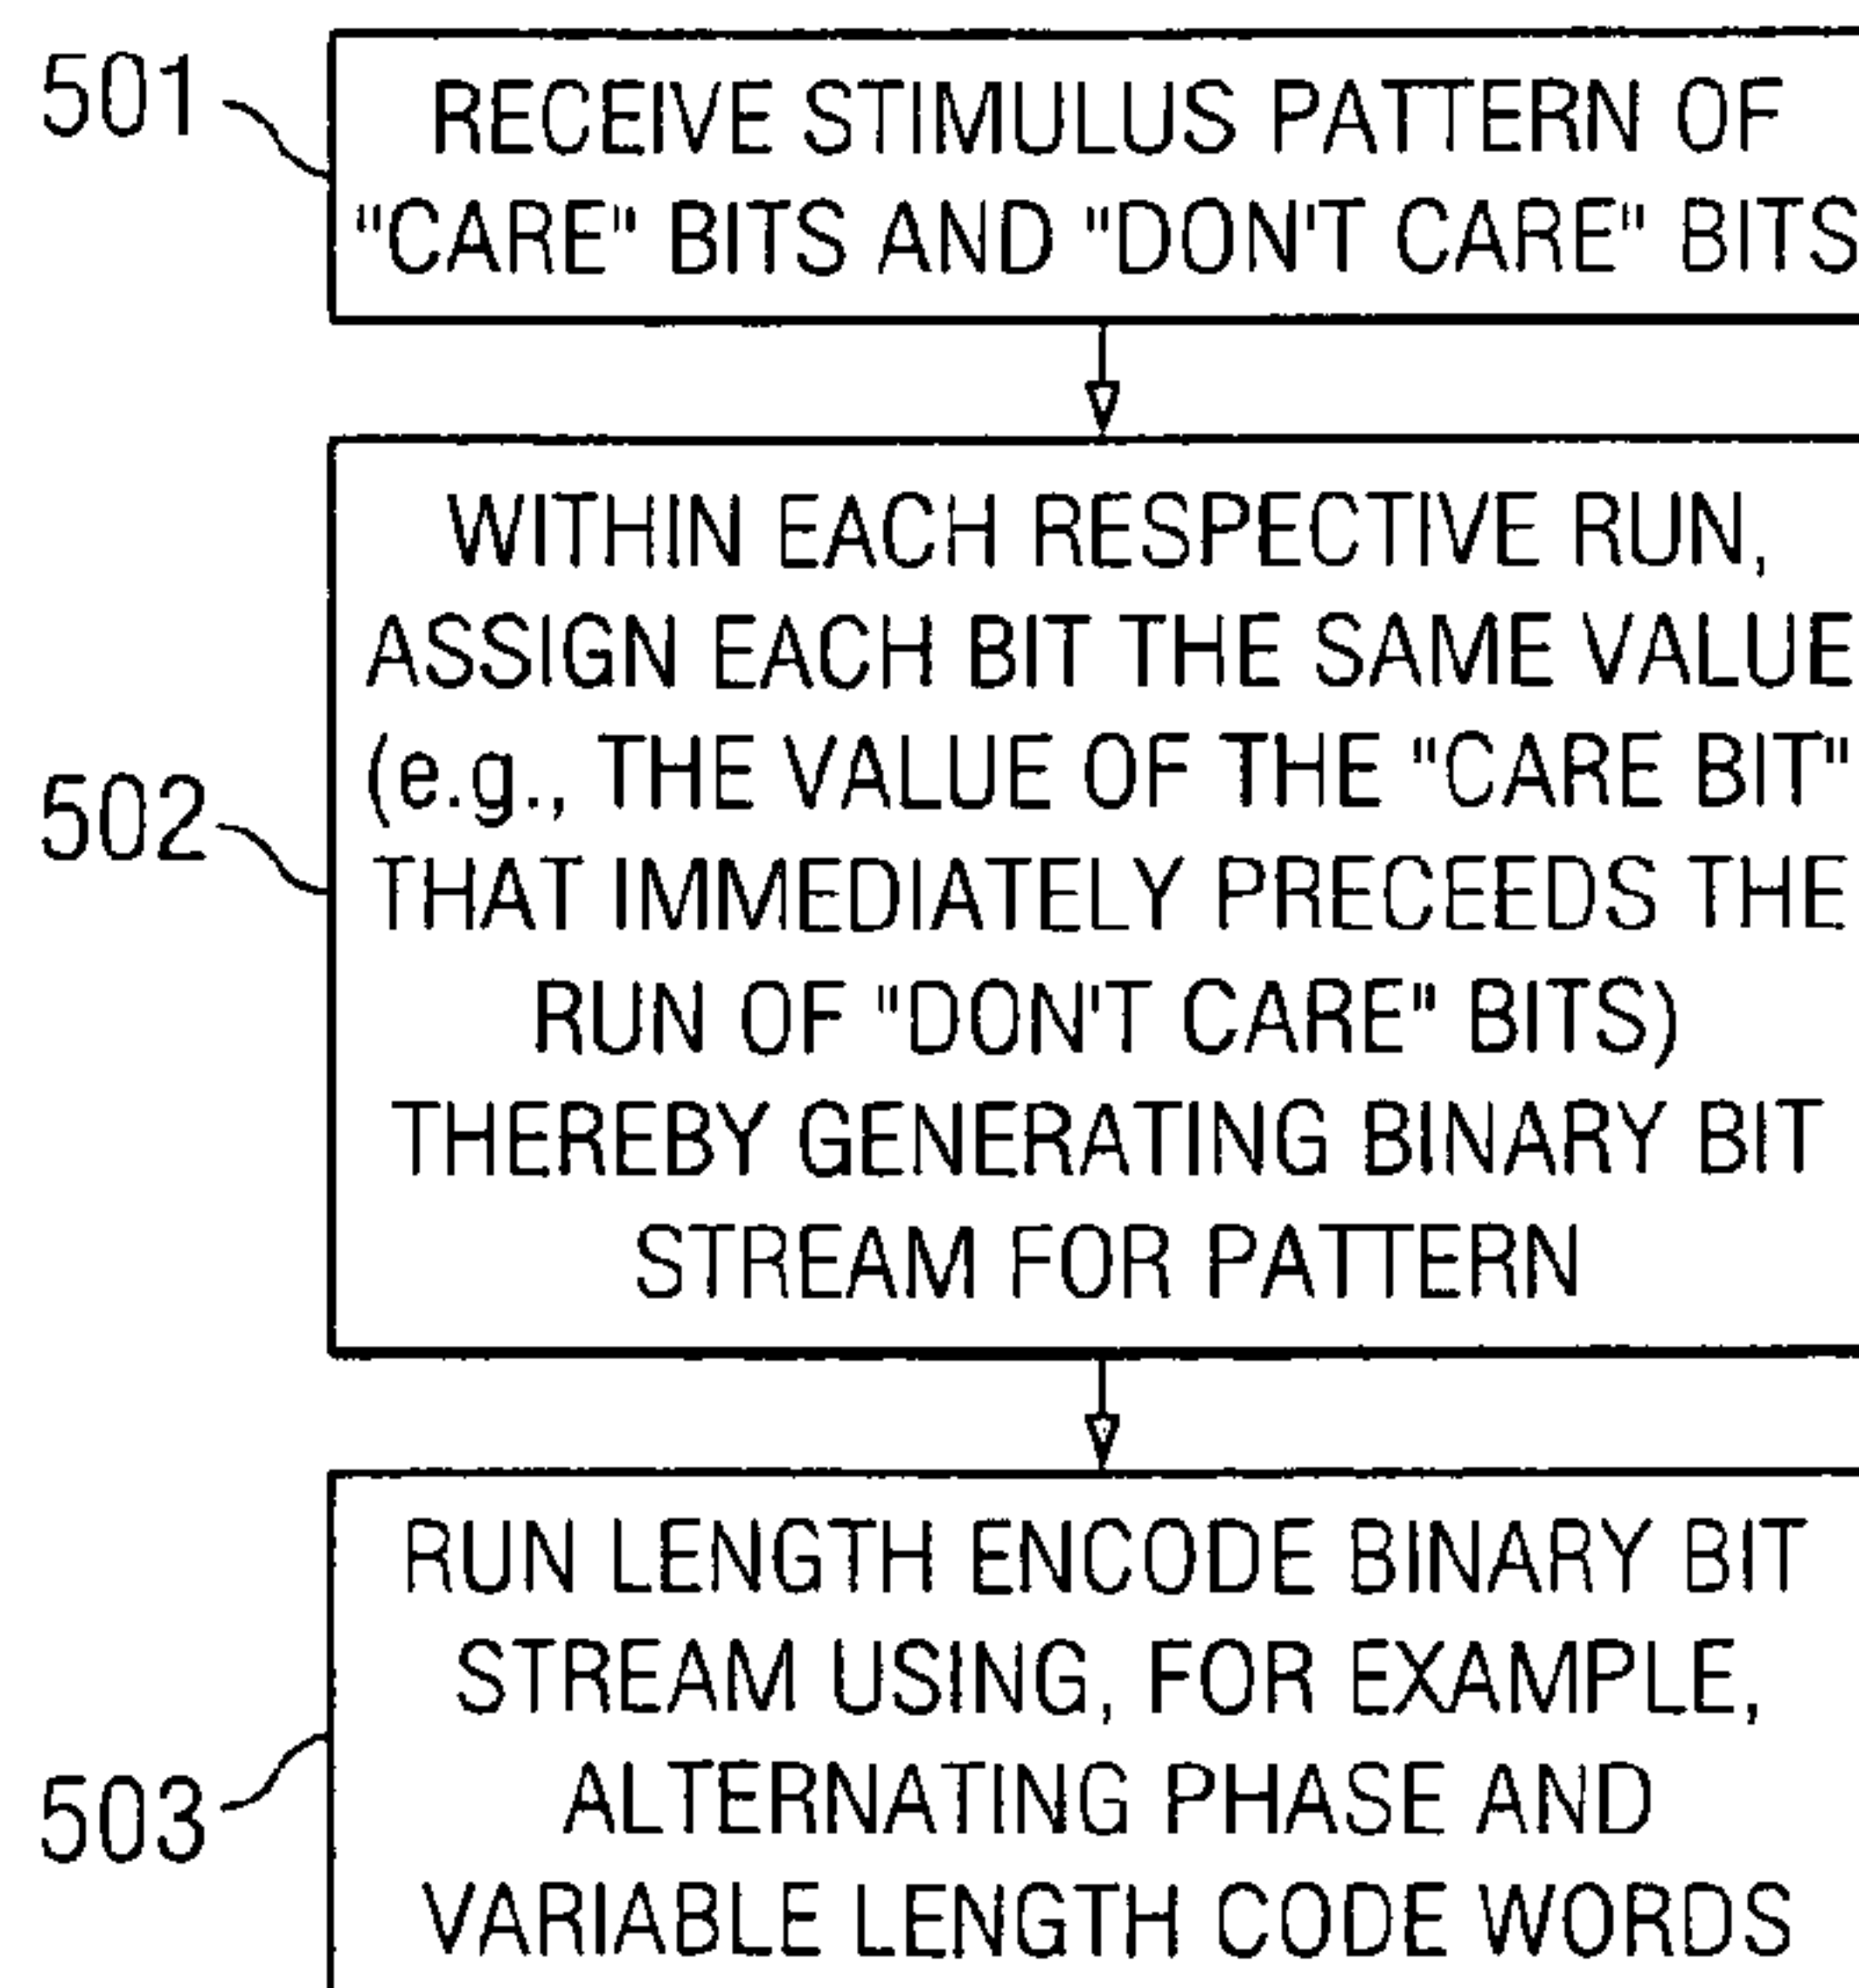 501
RECEIVE STIMULUS PATTERN OF
"CARE" BITS AND "DON'T CARE" BITS
502
WITHIN EACH RESPECTIVE RUN,
ASSIGN EACH BIT THE SAME VALUE
(e.g., THE VALUE OF THE "CARE BIT"
THAT IMMEDIATELY PRECEEDS THE
RUN OF "DON'T CARE" BITS)
THEREBY GENERATING BINARY BIT
STREAM FOR PATTERN
503
RUN LENGTH ENCODE BINARY BIT
STREAM USING, FOR EXAMPLE,
ALTERNATING PHASE AND
VARIABLE LENGTH CODE WORDS